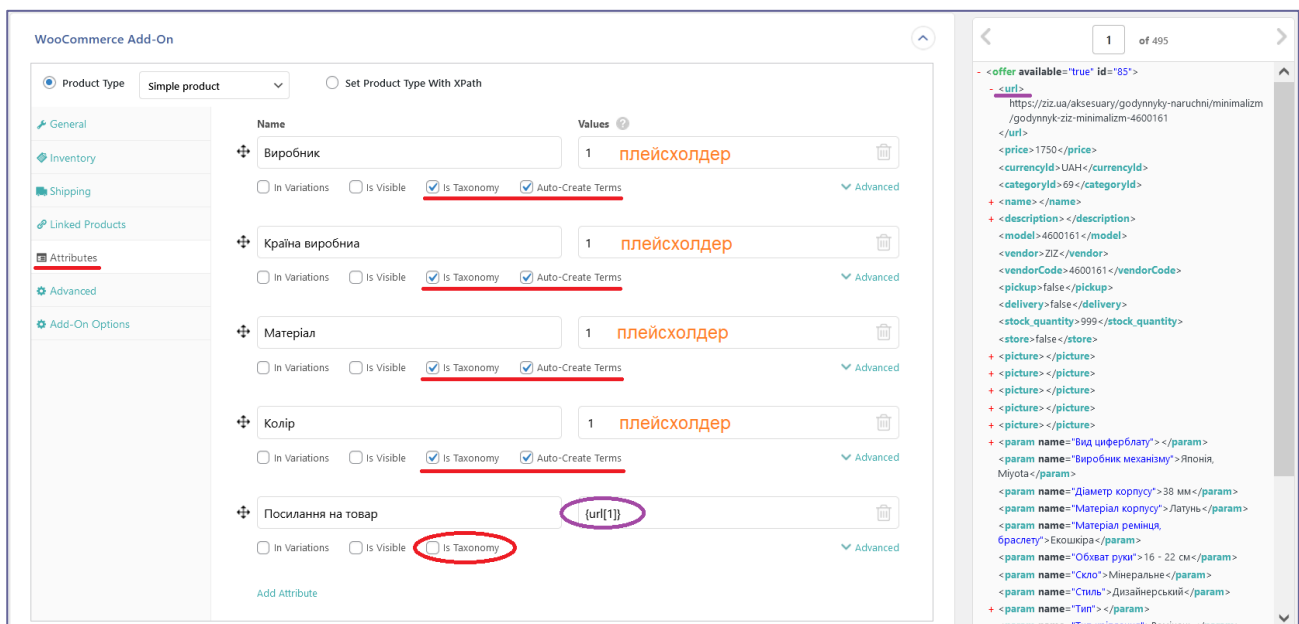 WooCommerce Add-On
Product Type Simple product Set Product Type With XPath
General
Inventory
Shipping
Linked Products
Attributes
Advanced
Add-On Options
Name Values ?
Виробник 1 плейсхолдер
In Variations Is Visible Is Taxonomy Auto-Create Terms Advanced
Країна виробниа 1 плейсхолдер
In Variations Is Visible Is Taxonomy Auto-Create Terms Advanced
Матеріал 1 плейсхолдер
In Variations Is Visible Is Taxonomy Auto-Create Terms Advanced
Колір 1 плейсхолдер
In Variations Is Visible Is Taxonomy Auto-Create Terms Advanced
Посилання на товар {url[1]}
In Variations Is Visible Is Taxonomy Advanced
Add Attribute
1 of 495
- <offer available="true" id="85">
- <url>
https://ziz.ua/aksesuary/godynnyky-naruchni/minimalizm
/godynnyk-ziz-minimalizm-4600161
</url>
<price>1750</price>
<currencyId>UAH</currencyId>
<categoryId>69</categoryId>
+ <name></name>
+ <description></description>
<model>4600161</model>
<vendor>ZIZ</vendor>
<vendorCode>4600161</vendorCode>
<pickup>false</pickup>
<delivery>false</delivery>
<stock_quantity>999</stock_quantity>
<store>false</store>
+ <picture></picture>
+ <picture></picture>
+ <picture></picture>
+ <picture></picture>
+ <picture></picture>
+ <param name="Вид циферблату"></param>
<param name="Виробник механізму">Японія,
Miyota</param>
<param name="Діаметр корпусу">38 мм</param>
<param name="Матеріал корпусу">Латунь</param>
<param name="Матеріал ремінця,
браслету">Екошкіра</param>
<param name="Обхват руки">16 - 22 см</param>
<param name="Скло">Мінеральне</param>
<param name="Стиль">Дизайнерський</param>
+ <param name="Тип"></param>